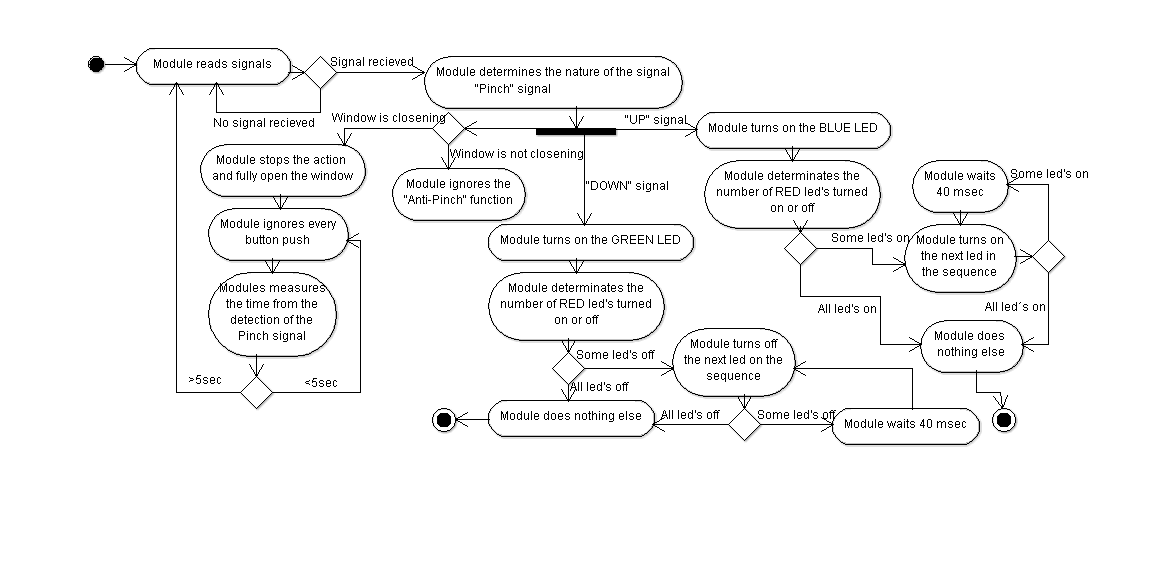 Module reads signals
Signal recieved
No signal recieved
Module determines the nature of the signal
"Pinch" signal
Window is closening
Window is not closening
"UP" signal
"DOWN" signal
Module stops the action
and fully open the window
Module ignores every
button push
Modules measures
the time from the
detection of the
Pinch signal
>5sec
<5sec
Module ignores the
"Anti-Pinch" function
Module turns on the GREEN LED
Module determinates the
number of RED led's turned
on or off
Some led's off
All led's off
Module does nothing else
Module turns off
the next led on the
sequence
All led's off
Some led's off
Module waits 40 msec
Module turns on the BLUE LED
Module determinates the
number of RED led's turned
on or off
Some led's on
All led's on
Module waits
40 msec
Some led's on
Module turns on
the next led in
the sequence
All led´s on
Module does
nothing else